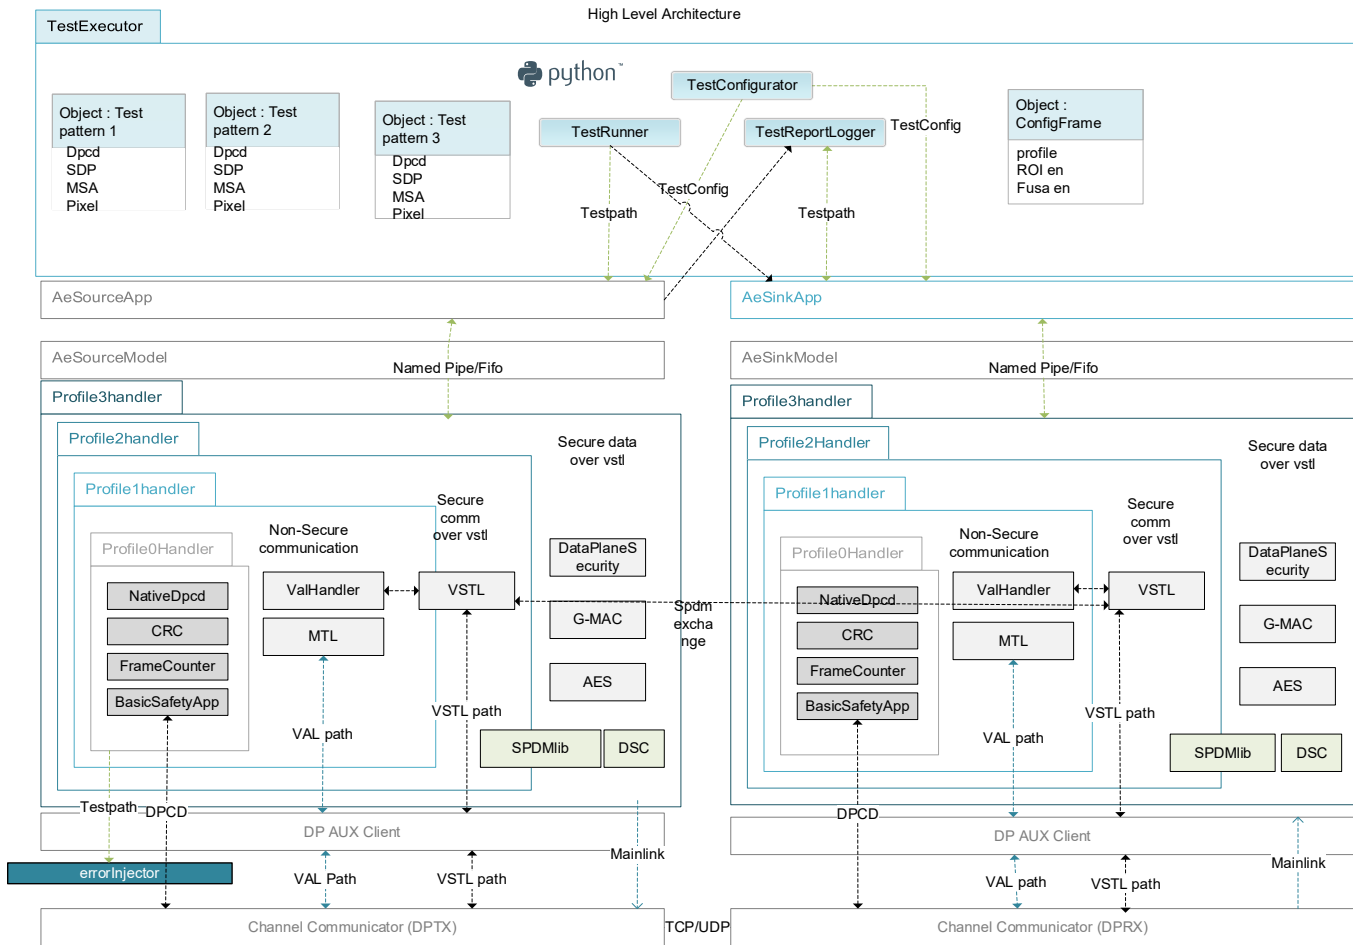 High Level Architecture
TestExecutor
python™
TestConfigurator
Object : Test
pattern 1
Dpcd
SDP
MSA
Pixel
Object : Test
pattern 2
Dpcd
SDP
MSA
Pixel
Object : Test
pattern 3
Dpcd
SDP
MSA
Pixel
TestRunner
TestReportLogger
TestConfig
Object :
ConfigFrame
profile
ROI en
Fusa en
TestConfig
Testpath
Testpath
AeSourceApp
AeSinkApp
AeSourceModel
Named Pipe/Fifo
AeSinkModel
Named Pipe/Fifo
Profile3handler
Profile2handler
Secure data
over vstl
Profile1handler
Secure
comm
over vstl
Non-Secure
communication
Profile0Handler
DataPlaneS
ecurity
NativeDpcd
ValHandler
VSTL
CRC
MTL
G-MAC
FrameCounter
AES
BasicSafetyApp
VSTL path
VAL path
SPDMlib
DSC
Spdm
excha
nge
Profile3handler
Profile2Handler
Secure data
over vstl
Profile1handler
Secure
comm
over vstl
Non-Secure
communication
Profile0Handler
DataPlaneS
ecurity
NativeDpcd
ValHandler
VSTL
CRC
MTL
G-MAC
FrameCounter
AES
BasicSafetyApp
VSTL path
VAL path
SPDMlib
DSC
Testpath
DPCD
DPCD
DP AUX Client
DP AUX Client
Mainlink
Mainlink
errorInjector
VAL Path
VSTL path
VAL path
VSTL path
Channel Communicator (DPTX)
TCP/UDP
Channel Communicator (DPRX)